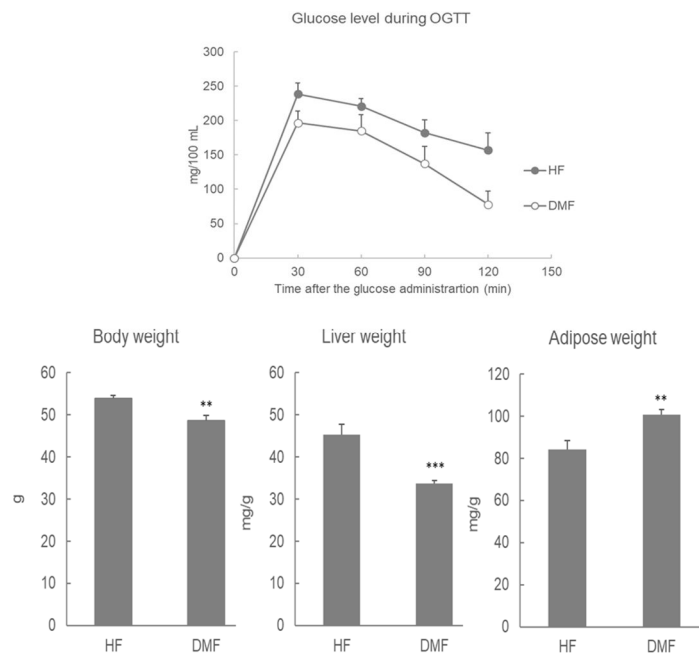 Glucose level during OGTT
300
250
200
150
100
50
0
mg/100 mL
0 30 60 90 120 150
Time after the glucose administrartion (min)
HF
DMF
Body weight
60
50
40
30
20
10
0
g
**
HF DMF
Liver weight
60
50
40
30
20
10
0
mg/g
***
HF DMF
Adipose weight
120
100
80
60
40
20
0
mg/g
**
HF DMF